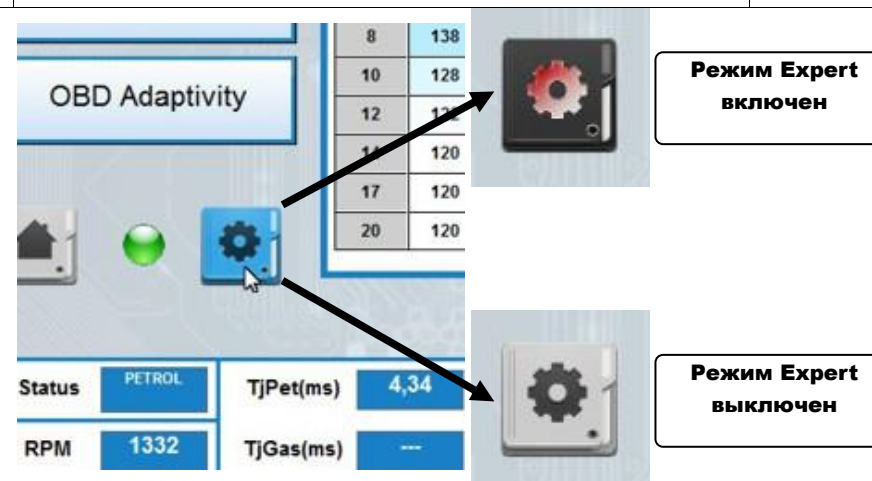 8 138
10 128
12
14 120
17 120
20 120
OBD Adaptivity
Режим Expert
включен
Status PETROL TjPet(ms) 4,34
RPM 1332 TjGas(ms) ---
Режим Expert
выключен